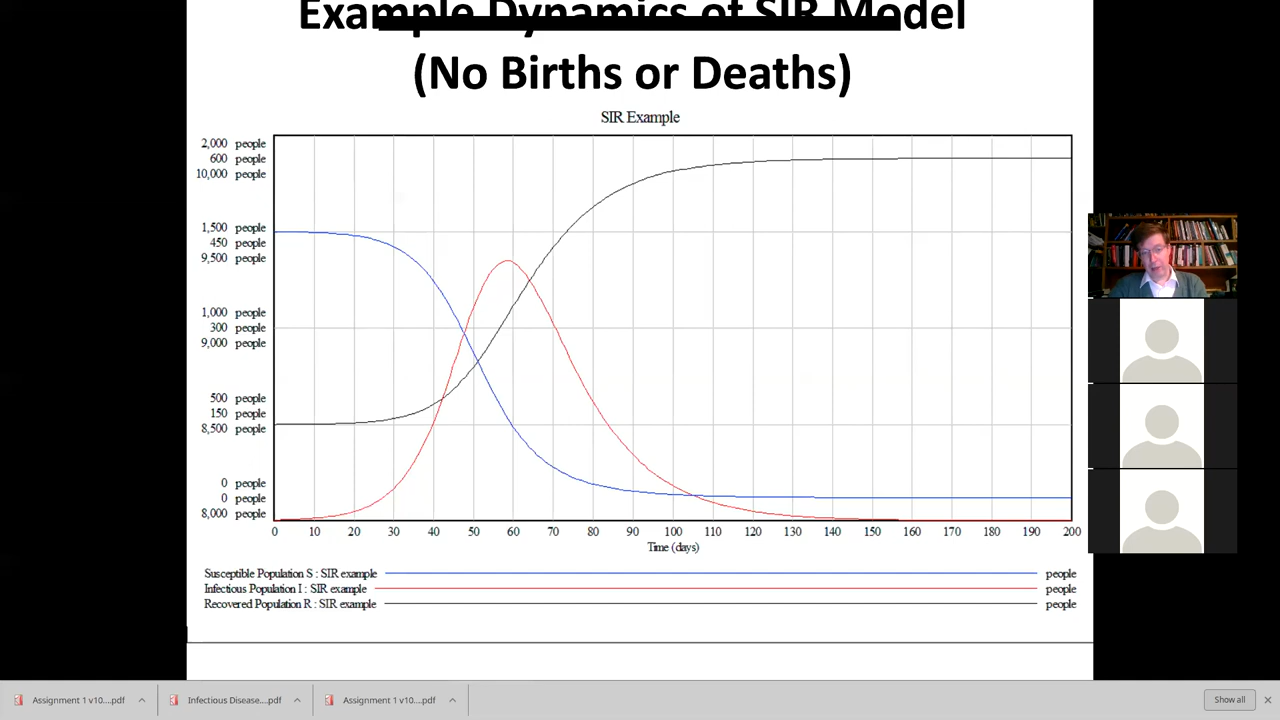 Example Dynamics of SIR Model
(No Births or Deaths)
SIR Example
2,000 people
600 people
10,000 people
1,500 people
450 people
9,500 people
1,000 people
300 people
9,000 people
500 people
150 people
8,500 people
0 people
0 people
8,000 people
0 10 20 30 40 50 60 70 80 90 100 110 120 130 140 150 160 170 180 190 200
Time (days)
Susceptible Population S : SIR example people
Infectious Population I : SIR example people
Recovered Population R : SIR example people
Assignment 1 v10....pdf Infectious Disease....pdf Assignment 1 v10....pdf Show all